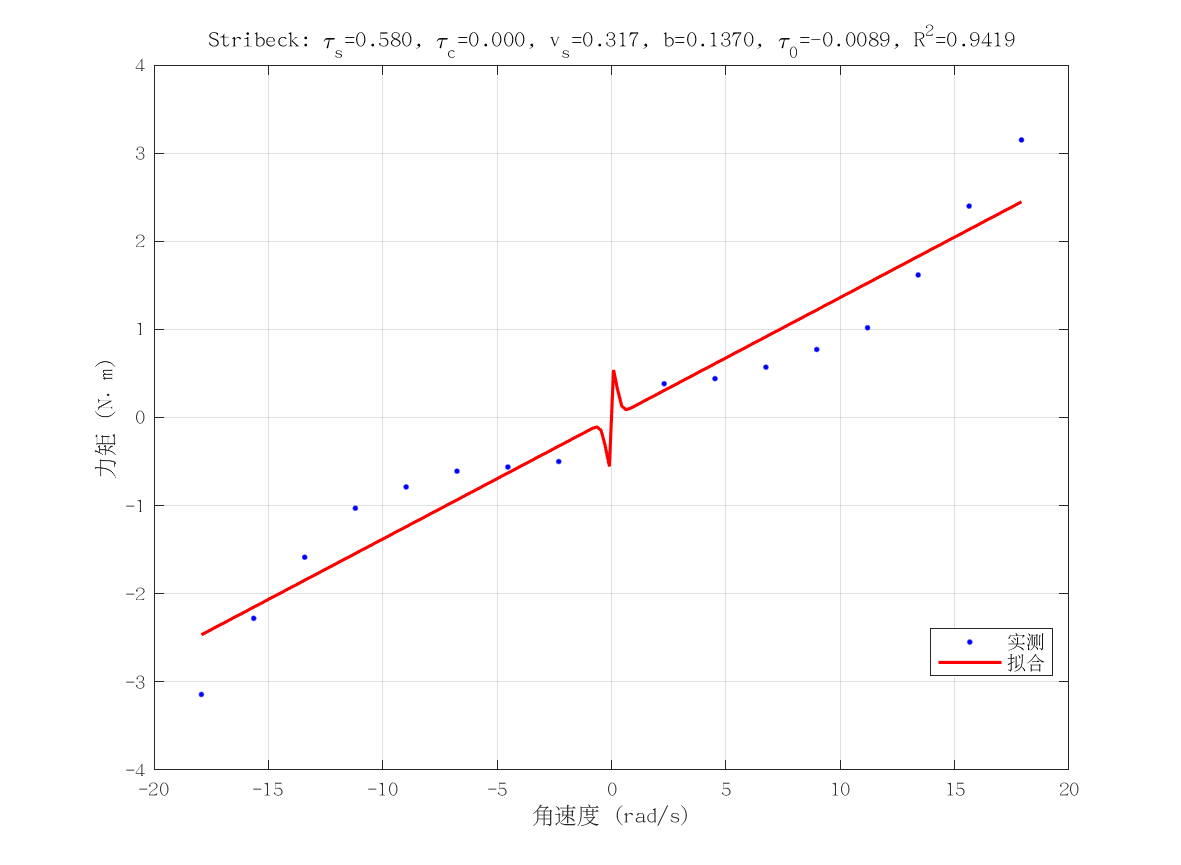 Stribeck: τs=0.580, τc=0.000, vs=0.317, b=0.1370, τ0=-0.0089, R2=0.9419
4
3
2
1
0
-1
-2
-3
-4
力矩 (N·m)
-20 -15 -10 -5 0 5 10 15 20
角速度 (rad/s)
实测
拟合